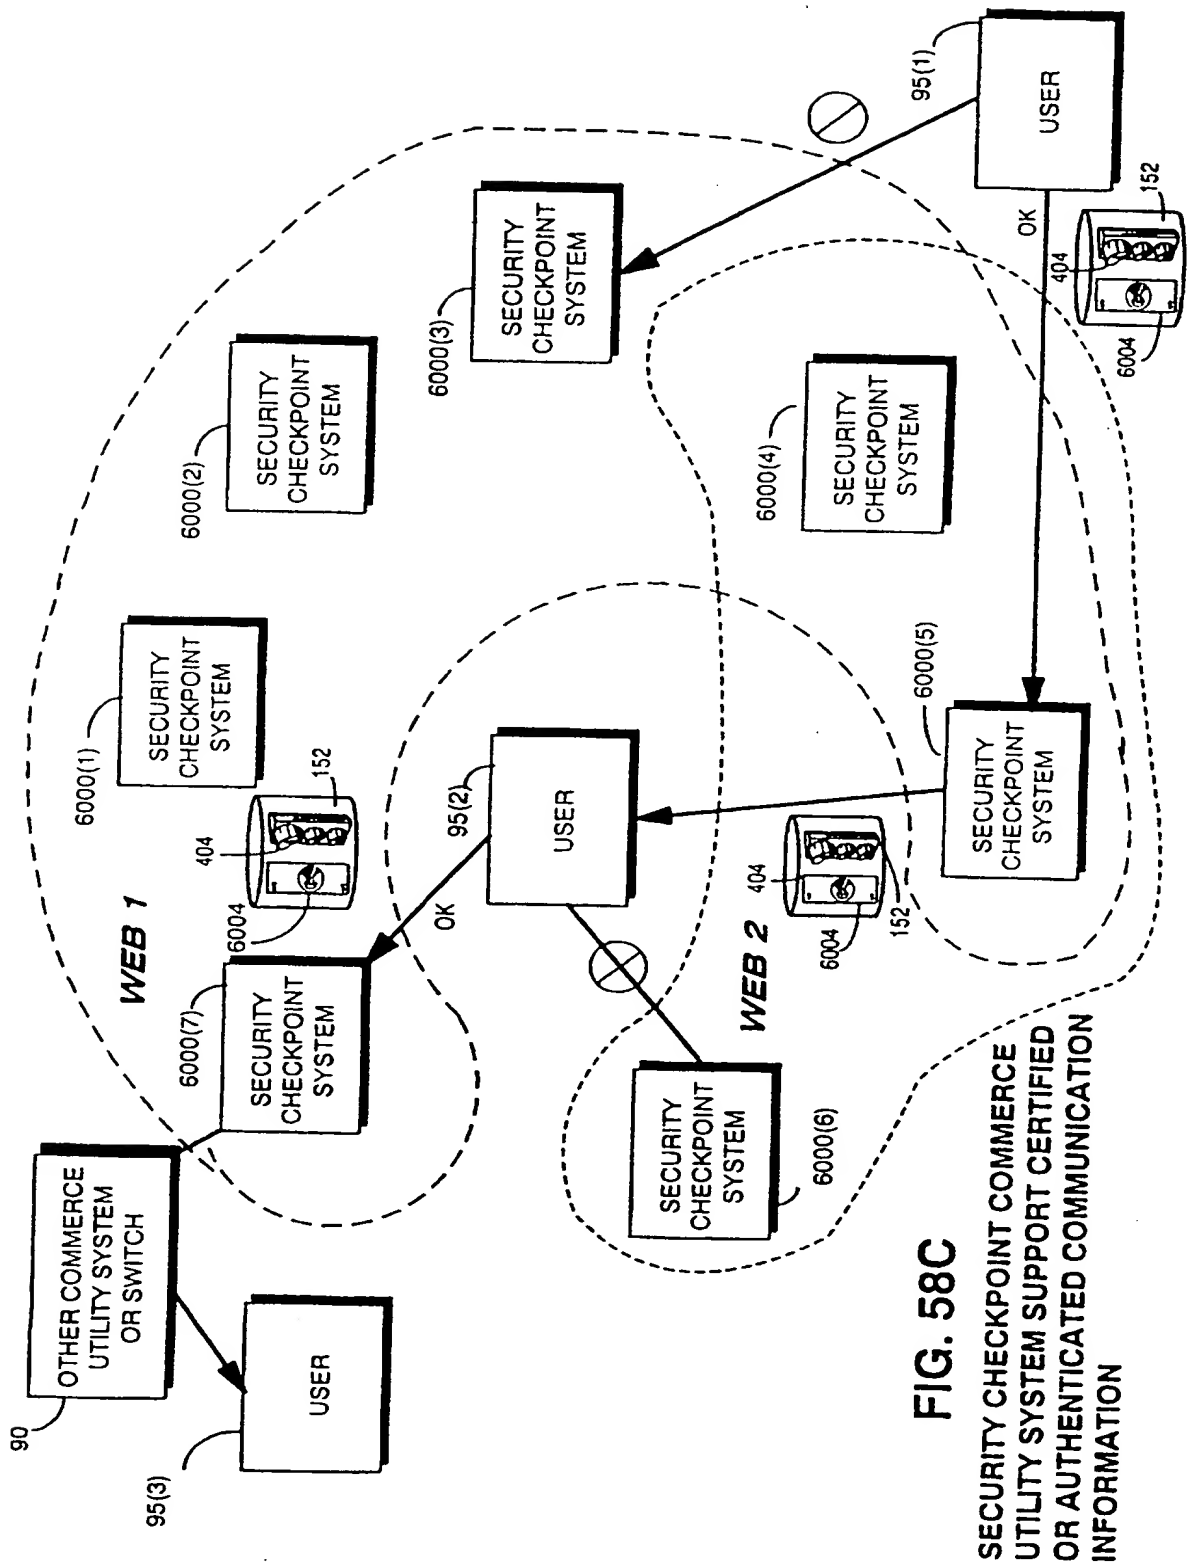 90
OTHER COMMERCE
UTILITY SYSTEM
OR SWITCH
95(3)
USER
6000(7)
SECURITY
CHECKPOINT
SYSTEM
WEB 1
6000(1)
SECURITY
CHECKPOINT
SYSTEM
6004
404
152
6000(2)
SECURITY
CHECKPOINT
SYSTEM
6000(3)
SECURITY
CHECKPOINT
SYSTEM
OK
95(2)
USER
6000(6)
SECURITY
CHECKPOINT
SYSTEM
WEB 2
6004
404
152
6000(4)
SECURITY
CHECKPOINT
SYSTEM
6000(5)
SECURITY
CHECKPOINT
SYSTEM
95(1)
USER
OK
6004
404
152
FIG. 58C
SECURITY CHECKPOINT COMMERCE
UTILITY SYSTEM SUPPORT CERTIFIED
OR AUTHENTICATED COMMUNICATION
INFORMATION